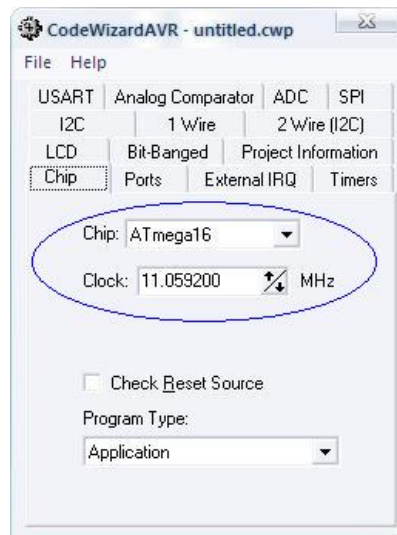 CodeWizardAVR - untitled.cwp
File Help
USART Analog Comparator ADC SPI
I2C 1 Wire 2 Wire (I2C)
LCD Bit-Banged Project Information
Chip Ports External IRQ Timers
Chip: ATmega16
Clock: 11.059200 MHz
Check Reset Source
Program Type:
Application